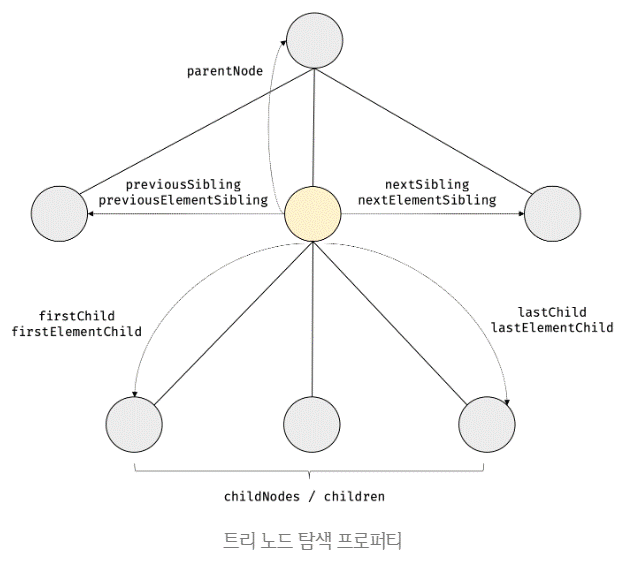 parentNode
previousSibling
previousElementSibling
nextSibling
nextElementSibling
firstChild
firstElementChild
lastChild
lastElementChild
childNodes / children
트리 노드 탐색 프로퍼티